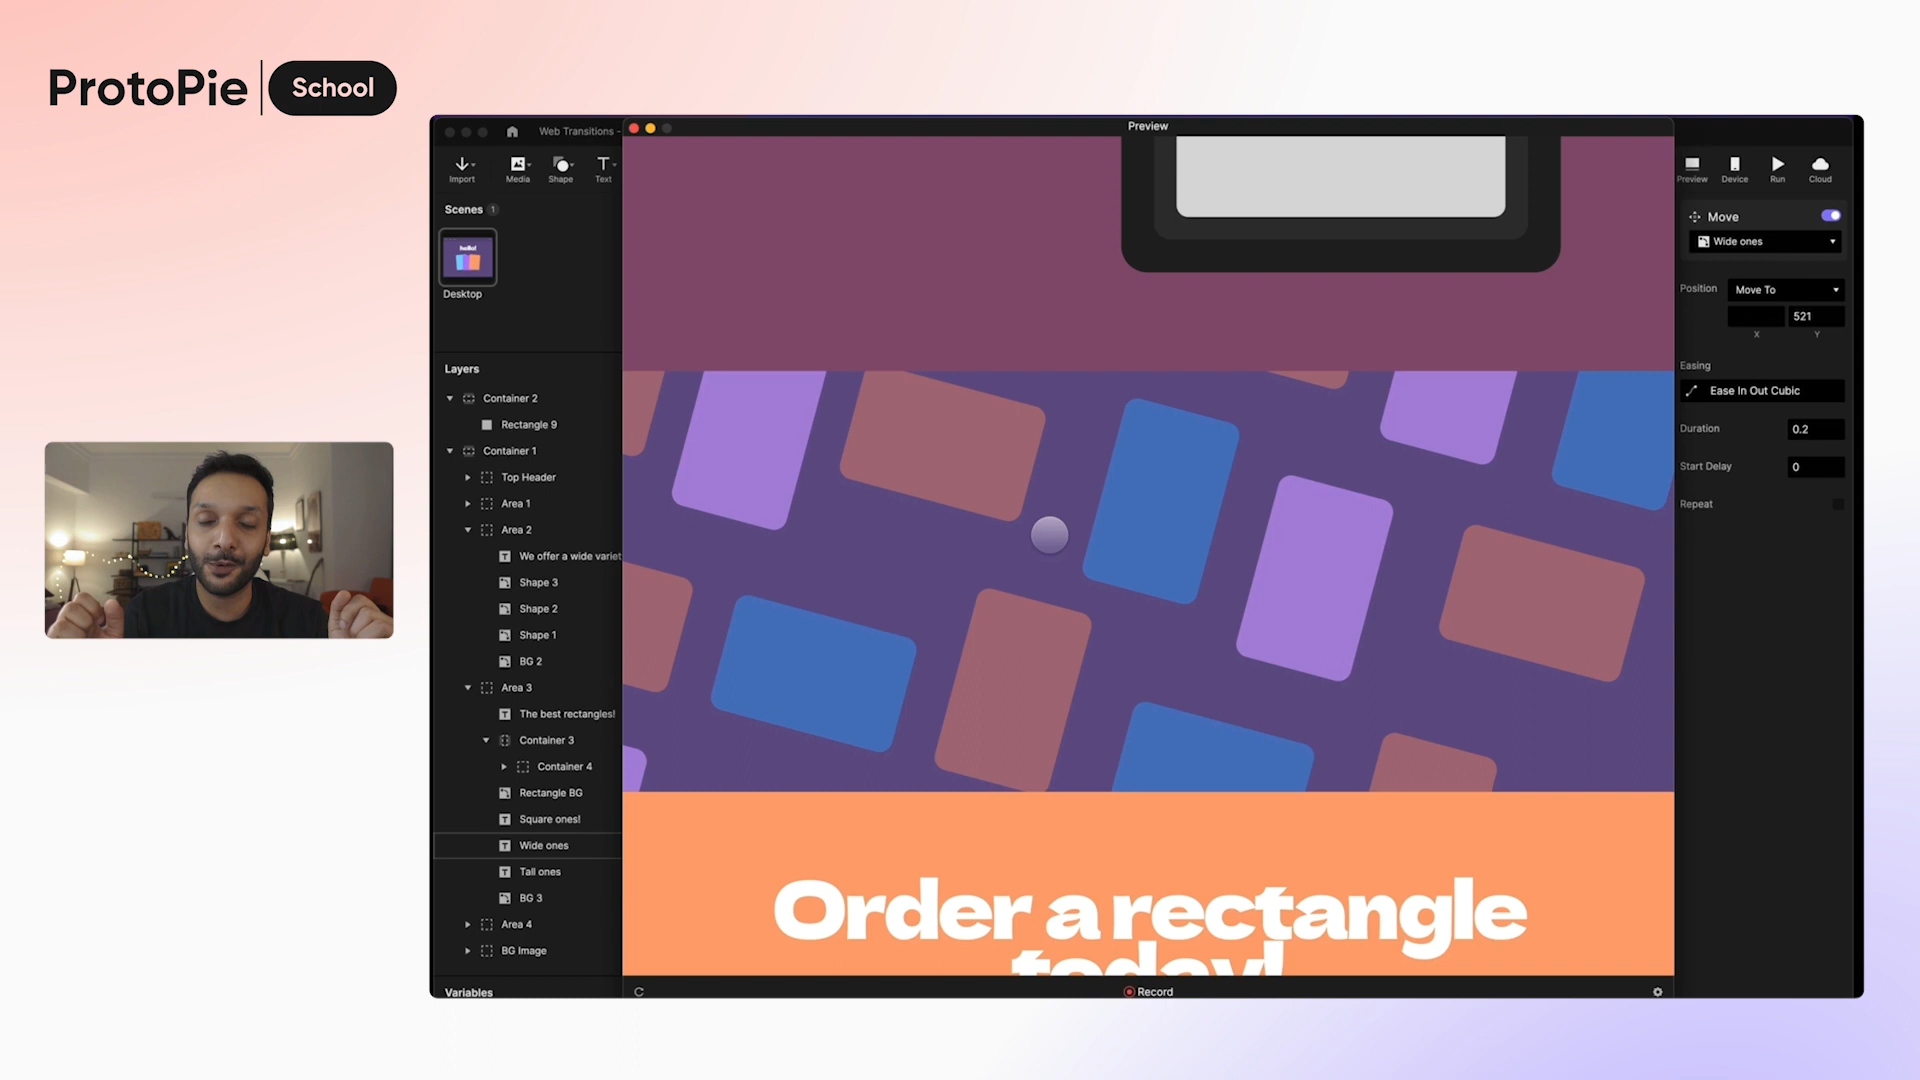 ProtoPie School
Web Transitions -
Preview
Import
Media
Shape
Text
Preview
Device
Run
Cloud
Scenes 1
hello!
Desktop
Move
Wide ones
Position
Move To
521
X
Y
Easing
Ease In Out Cubic
Duration
0.2
Start Delay
0
Repeat
Layers
Container 2
Rectangle 9
Container 1
Top Header
Area 1
Area 2
We offer a wide variet
Shape 3
Shape 2
Shape 1
BG 2
Area 3
The best rectangles!
Container 3
Container 4
Rectangle BG
Square ones!
Wide ones
Tall ones
BG 3
Area 4
BG Image
Variables
Order a rectangle
today!
Record